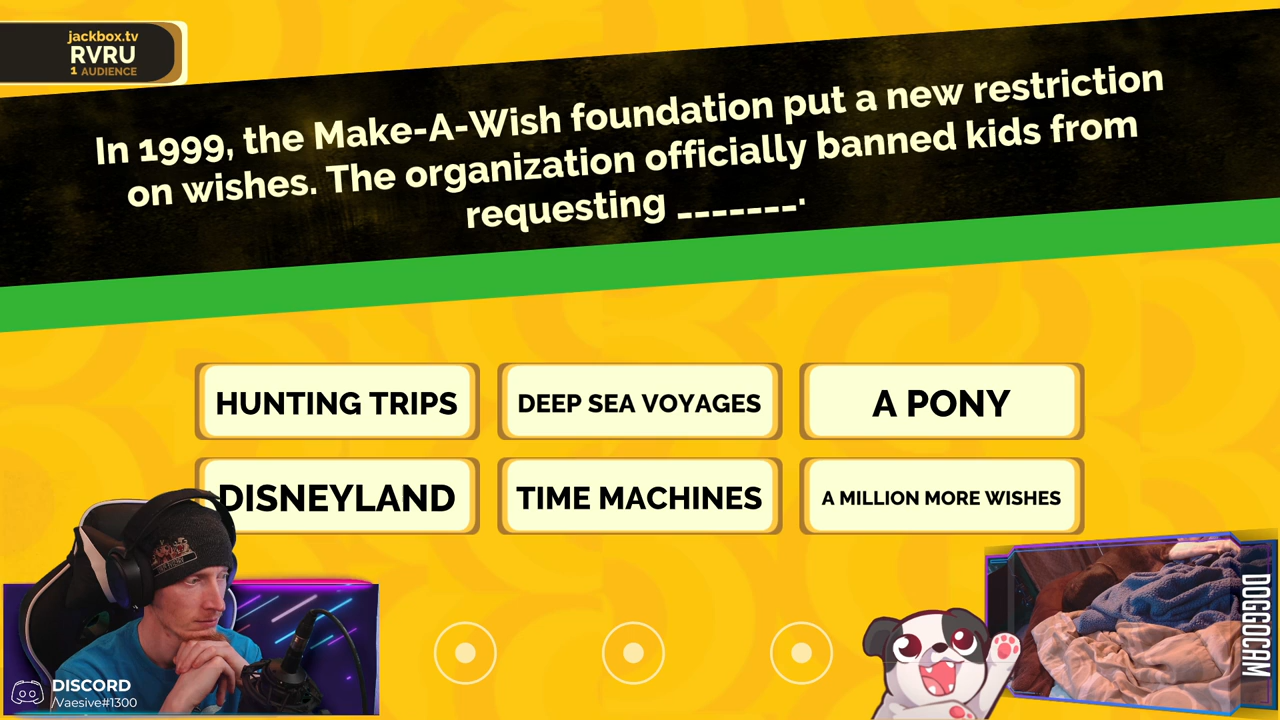 jackbox.tv
RVRU
1 AUDIENCE
In 1999, the Make-A-Wish foundation put a new restriction
on wishes. The organization officially banned kids from
requesting _______.
HUNTING TRIPS
DEEP SEA VOYAGES
A PONY
DISNEYLAND
TIME MACHINES
A MILLION MORE WISHES
DISCORD
/Vaesive#1300
DOGGOCAM